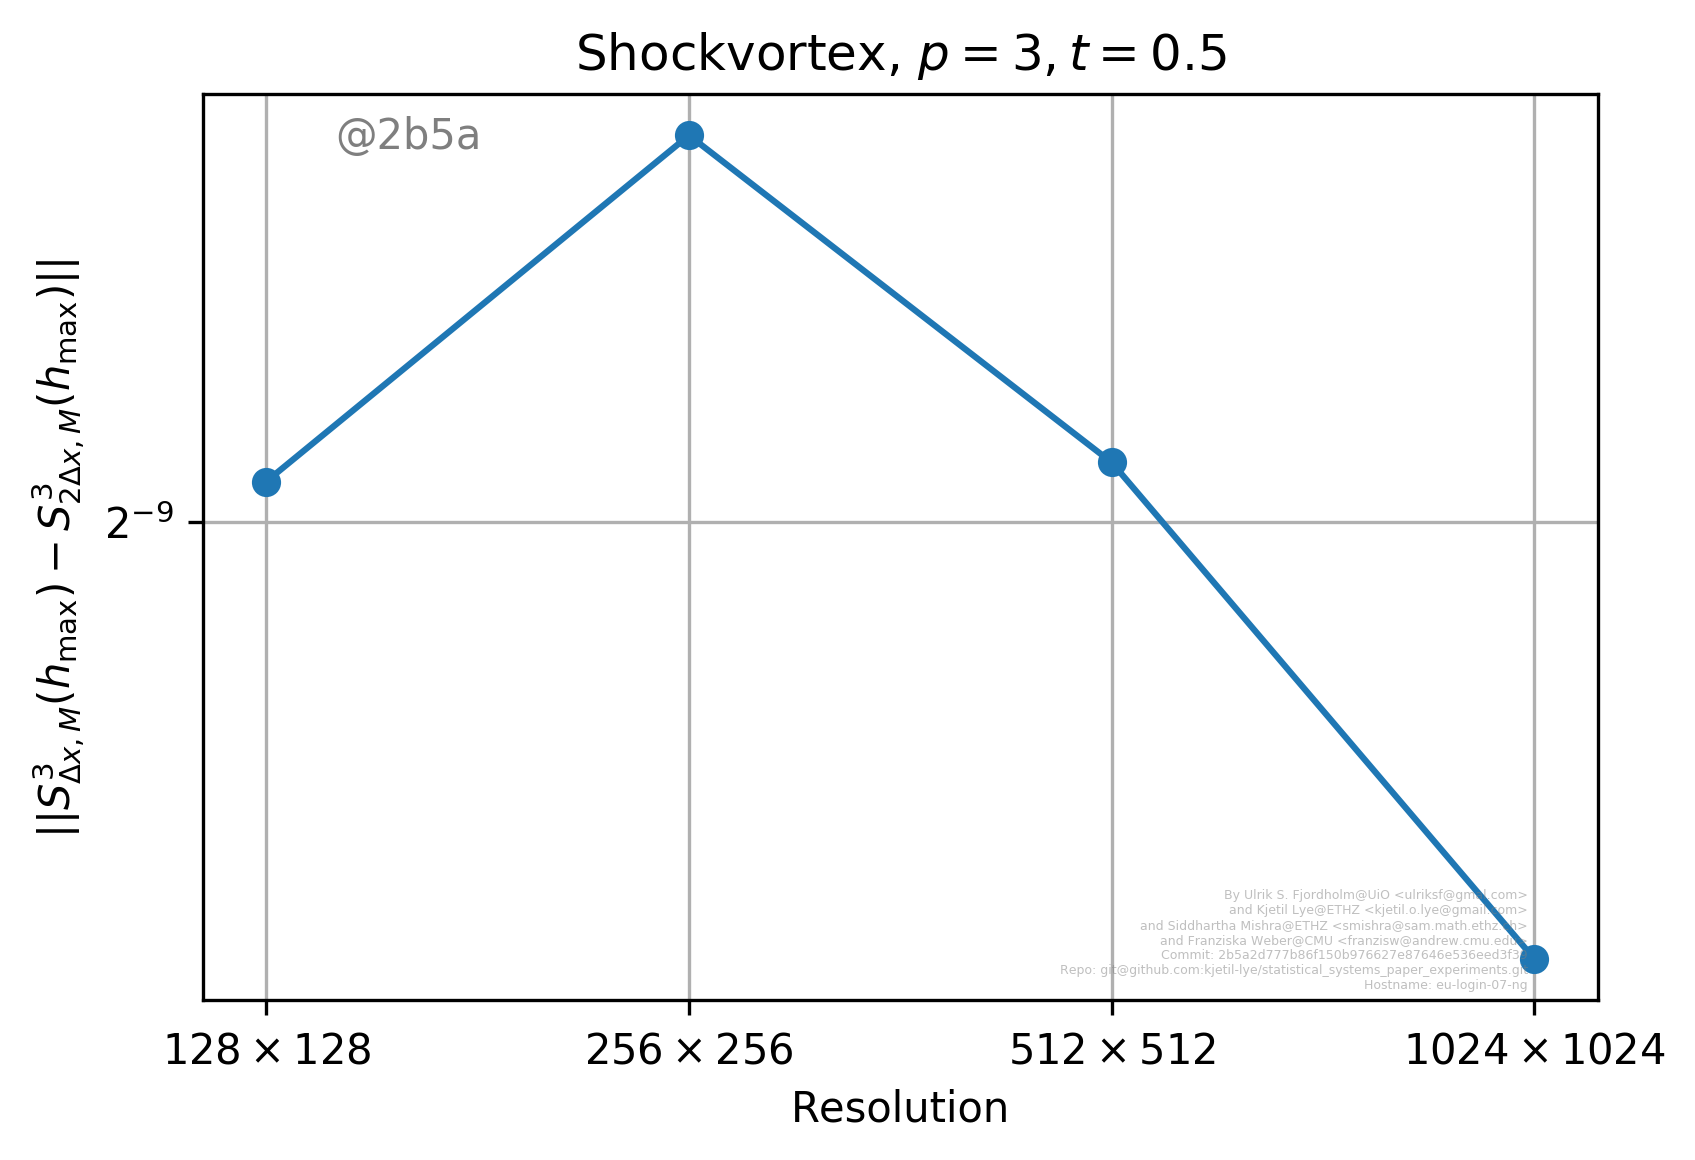 Shockvortex, p = 3, t = 0.5
@2b5a
||S³_{Δx,M}(h_max) − S³_{2Δx,M}(h_max)||
2⁻⁹
By Ulrik S. Fjordholm@UiO <ulriksf@gmail.com>
and Kjetil Lye@ETHZ <kjetil.o.lye@gmail.com>
and Siddhartha Mishra@ETHZ <smishra@sam.math.ethz.ch>
and Franziska Weber@CMU <franzisw@andrew.cmu.edu>
Commit:
Repo: git@github.com:kjetil-lye/statistical_systems_paper_experiments.git
Hostname: eu-login-07-ng
128 × 128 256 × 256 512 × 512 1024 × 1024
Resolution